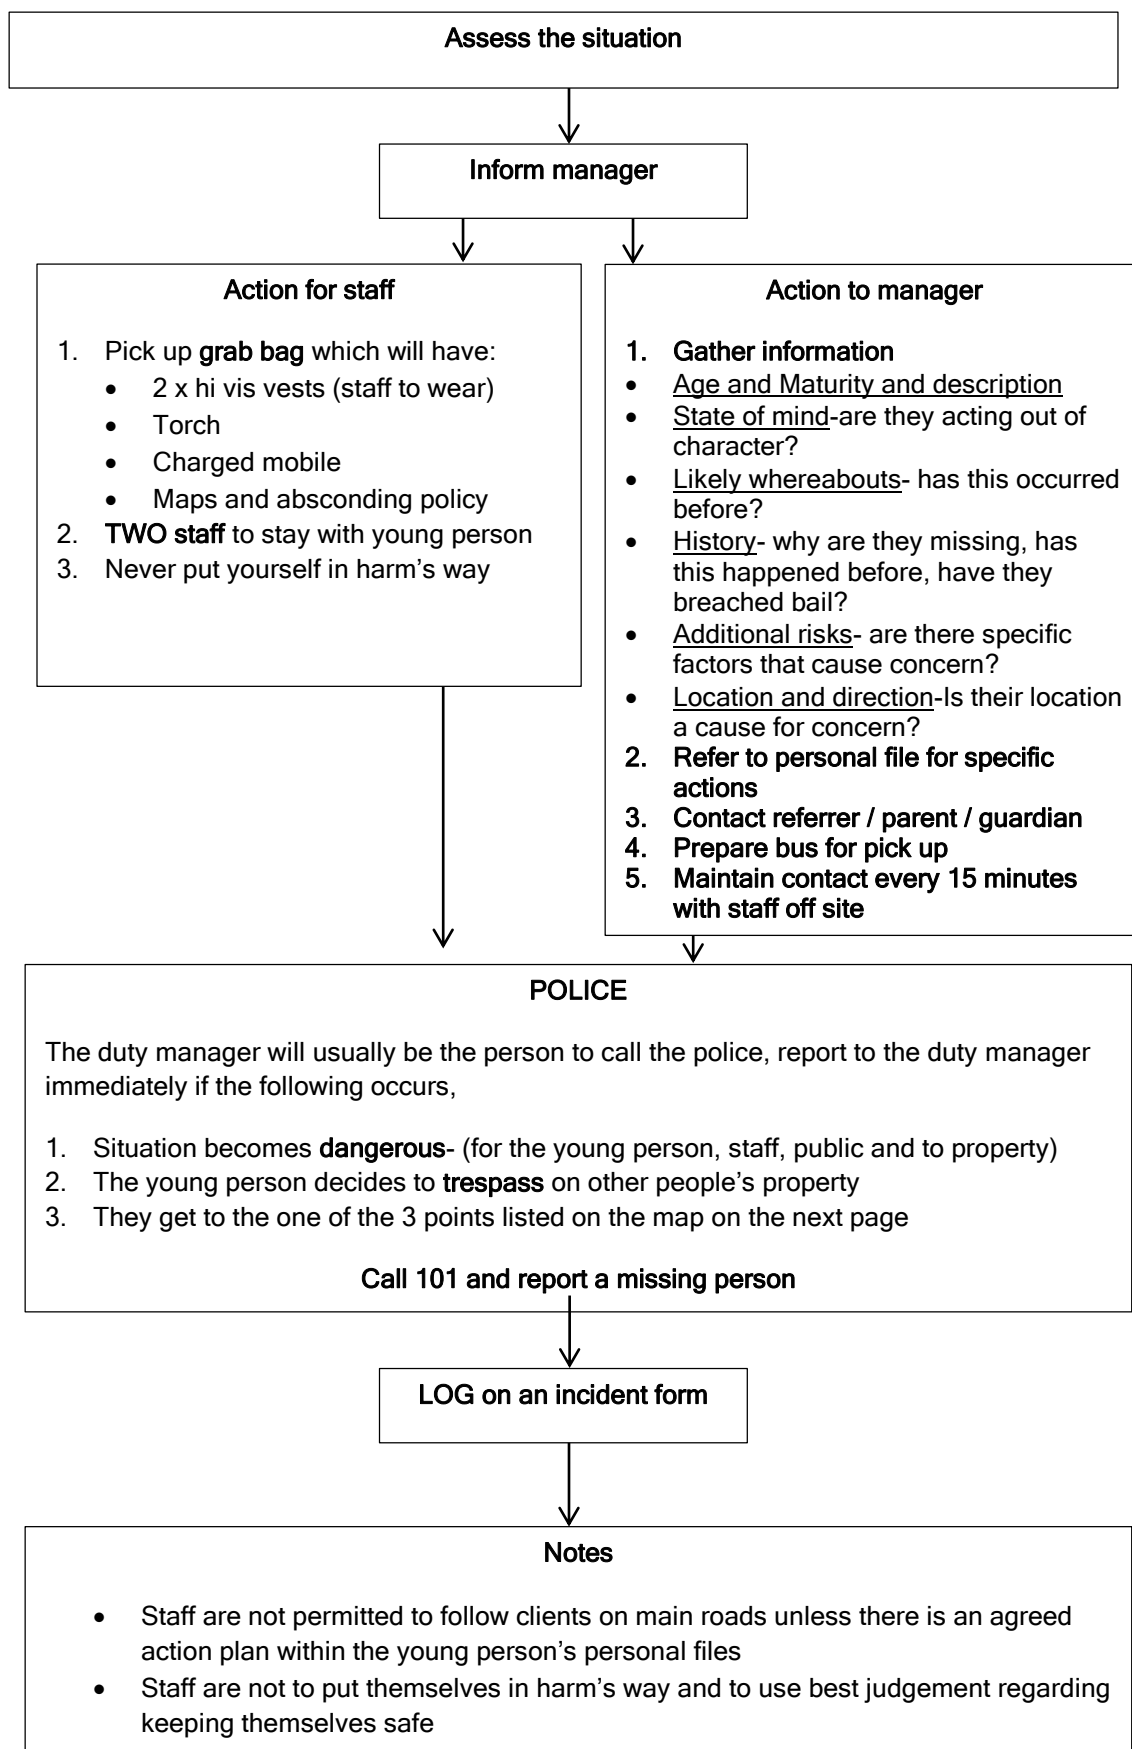 Assess the situation
Inform manager
Action for staff
1. Pick up grab bag which will have:
• 2 x hi vis vests (staff to wear)
• Torch
• Charged mobile
• Maps and absconding policy
2. TWO staff to stay with young person
3. Never put yourself in harm’s way
Action to manager
1. Gather information
• Age and Maturity and description
• State of mind-are they acting out of
character?
• Likely whereabouts- has this occurred
before?
• History- why are they missing, has
this happened before, have they
breached bail?
• Additional risks- are there specific
factors that cause concern?
• Location and direction-Is their location
a cause for concern?
2. Refer to personal file for specific
actions
3. Contact referrer / parent / guardian
4. Prepare bus for pick up
5. Maintain contact every 15 minutes
with staff off site
POLICE
The duty manager will usually be the person to call the police, report to the duty manager
immediately if the following occurs,
1. Situation becomes dangerous- (for the young person, staff, public and to property)
2. The young person decides to trespass on other people’s property
3. They get to the one of the 3 points listed on the map on the next page
Call 101 and report a missing person
LOG on an incident form
Notes
• Staff are not permitted to follow clients on main roads unless there is an agreed
action plan within the young person’s personal files
• Staff are not to put themselves in harm’s way and to use best judgement regarding
keeping themselves safe